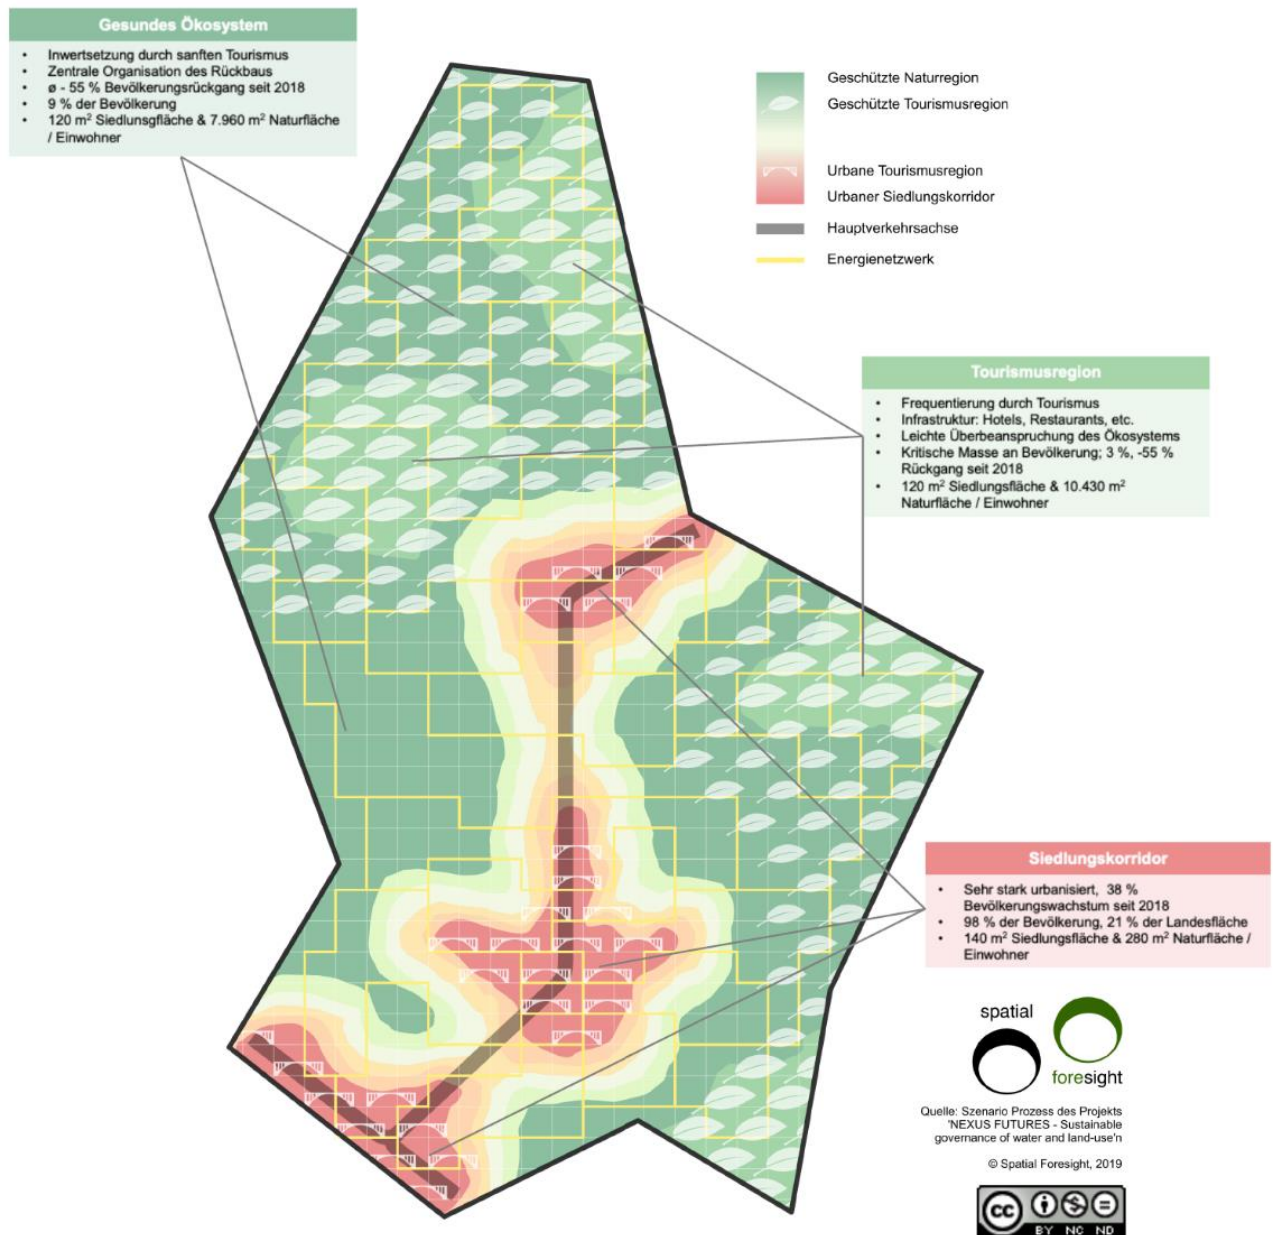 Gesundes Ökosystem
• Inwertsetzung durch sanften Tourismus
• Zentrale Organisation des Rückbaus
• ø - 55 % Bevölkerungsrückgang seit 2018
• 9 % der Bevölkerung
• 120 m² Siedlunsgfläche & 7.960 m² Naturfläche
/ Einwohner
Geschützte Naturregion
Geschützte Tourismusregion
Urbane Tourismusregion
Urbaner Siedlungskorridor
Hauptverkehrsachse
Energienetzwerk
Tourismusregion
• Frequentierung durch Tourismus
• Infrastruktur: Hotels, Restaurants, etc.
• Leichte Überbeanspruchung des Ökosystems
• Kritische Masse an Bevölkerung; 3 %, -55 %
Rückgang seit 2018
• 120 m² Siedlungsfläche & 10.430 m²
Naturfläche / Einwohner
Siedlungskorridor
• Sehr stark urbanisiert, 38 %
Bevölkerungswachstum seit 2018
• 98 % der Bevölkerung, 21 % der Landesfläche
• 140 m² Siedlungsfläche & 280 m² Naturfläche /
Einwohner
spatial
foresight
Quelle: Szenario Prozess des Projekts
'NEXUS FUTURES - Sustainable
governance of water and land-use'n
© Spatial Foresight, 2019
cc
BY NC ND